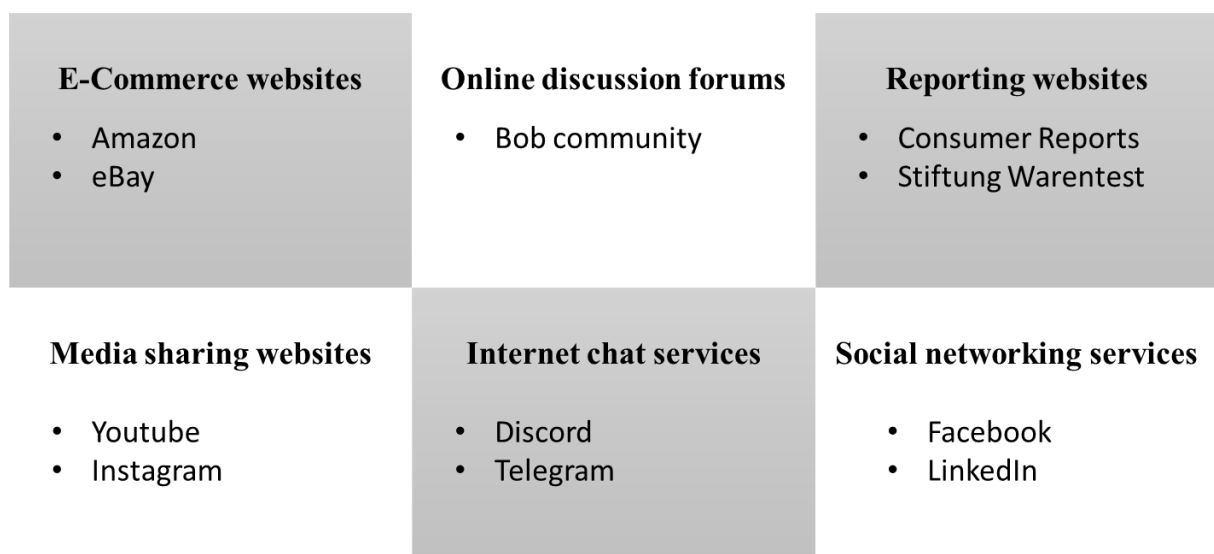 E-Commerce websites
• Amazon
• eBay
Online discussion forums
• Bob community
Reporting websites
• Consumer Reports
• Stiftung Warentest
Media sharing websites
• Youtube
• Instagram
Internet chat services
• Discord
• Telegram
Social networking services
• Facebook
• LinkedIn